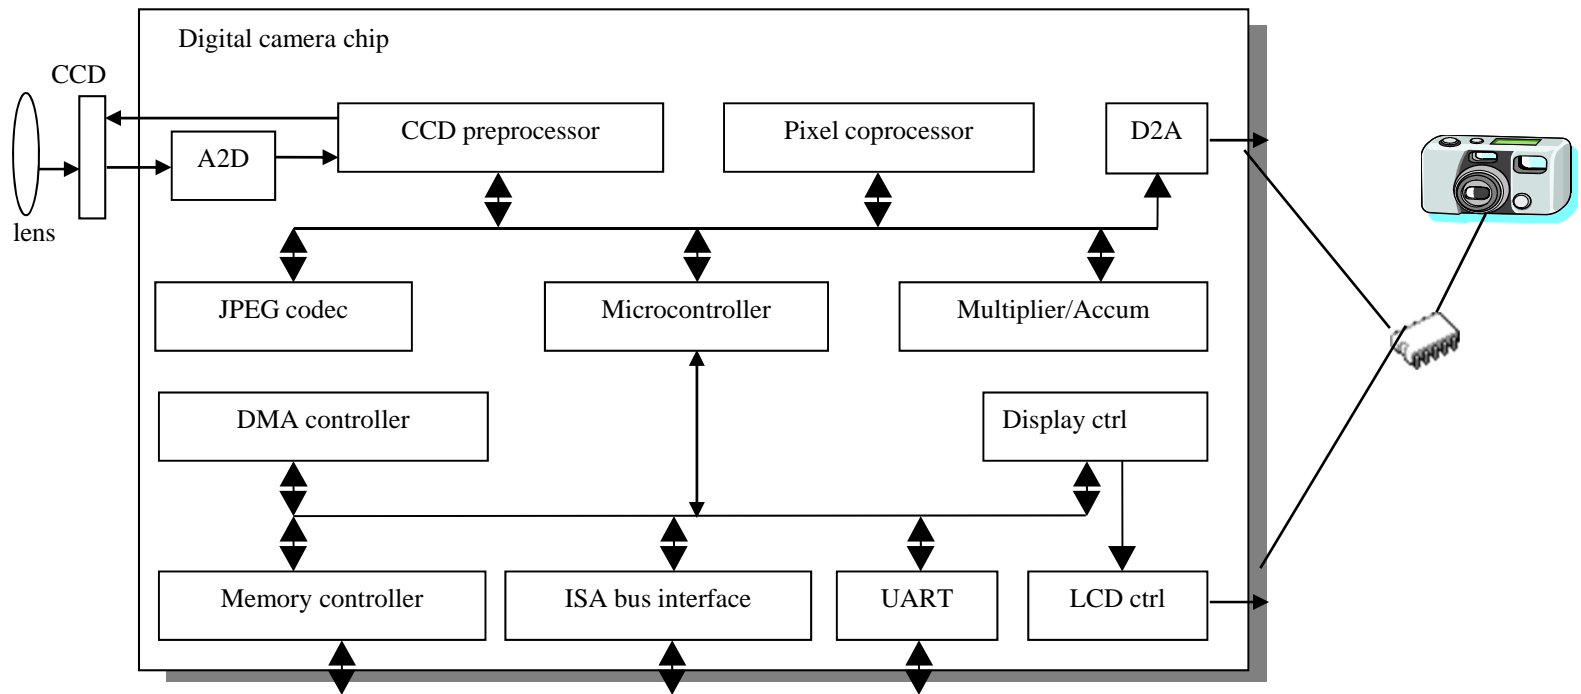 Digital camera chip
CCD
lens
A2D
CCD preprocessor
Pixel coprocessor
D2A
JPEG codec
Microcontroller
Multiplier/Accum
DMA controller
Display ctrl
Memory controller
ISA bus interface
UART
LCD ctrl